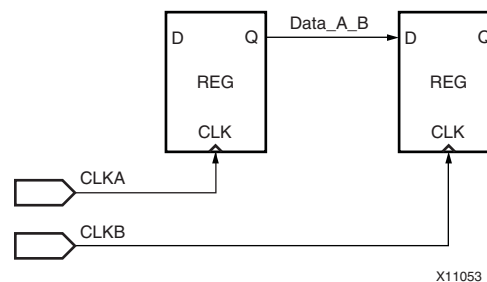 Data_A_B
D Q
D Q
REG
REG
CLK
CLK
CLKA
CLKB
X11053